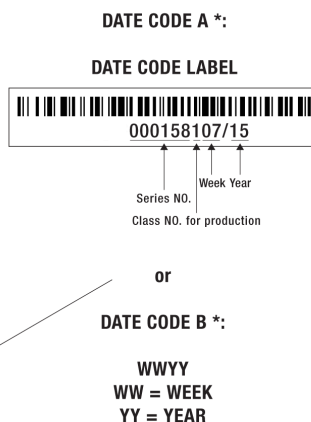 DATE CODE A *:
DATE CODE LABEL
000158107/15
Week Year
Series NO.
Class NO. for production
or
DATE CODE B *:
WWYY
WW = WEEK
YY = YEAR